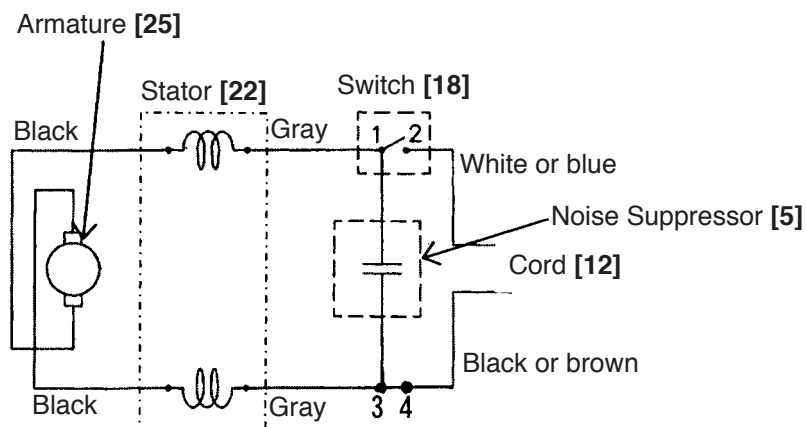 Armature [25]
Stator [22]
Switch [18]
Black
Gray
1 2
White or blue
Noise Suppressor [5]
Cord [12]
Black or brown
Black
Gray
3 4